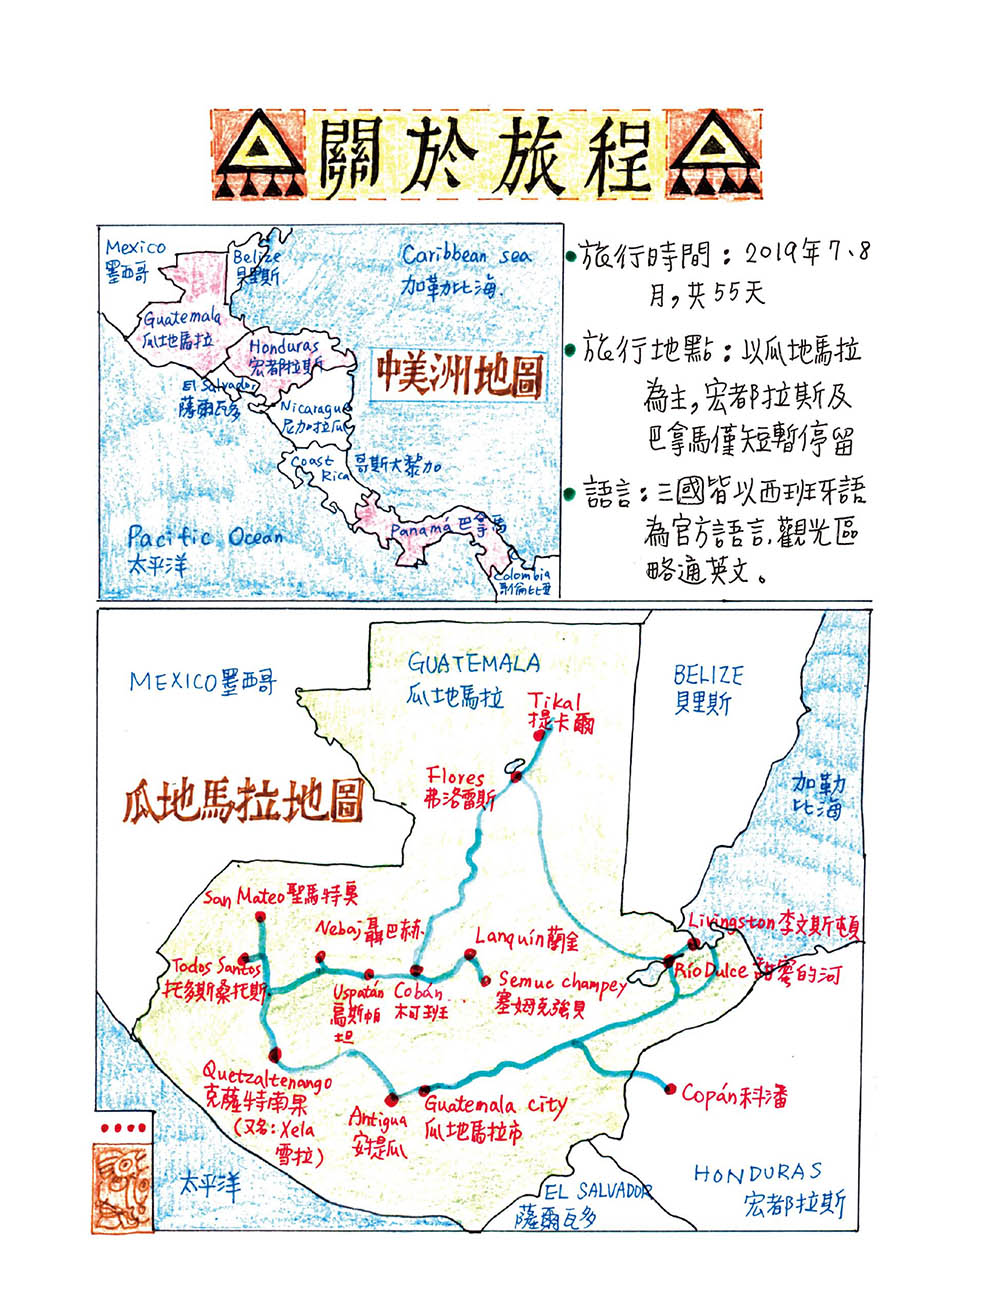 關於旅程
Mexico
墨西哥
Belize
貝里斯
Caribbean sea
加勒比海
Guatemala
瓜地馬拉
Honduras
宏都拉斯
中美洲地圖
El Salvador
薩爾瓦多
Nicaragua
尼加拉瓜
Coast
Rica
哥斯大黎加
Panamá 巴拿馬
Pacific Ocean
太平洋
Colombia
哥倫比亞
旅行時間：2019年7、8
月，共55天
旅行地點：以瓜地馬拉
為主，宏都拉斯及
巴拿馬僅短暫停留
語言：三國皆以西班牙語
為官方語言，觀光區
略通英文。
MEXICO 墨西哥
GUATEMALA
瓜地馬拉
BELIZE
貝里斯
Tikal
提卡爾
Flores
弗洛雷斯
加勒
比海
瓜地馬拉地圖
San Mateo 聖馬特奧
Nebaj 聶巴赫
Lanquín 蘭金
Livingston 李文斯頓
Todos Santos
托多斯桑托斯
Uspatán
烏斯帕
坦
Cobán
柯班
Semuc champey
塞姆克強貝
Río Dulce 甜蜜的河
Quetzaltenango
克薩特南果
(又名：Xela
雪拉)
Antigua
安提瓜
Guatemala city
瓜地馬拉市
Copán 科潘
太平洋
EL SALVADOR
薩爾瓦多
HONDURAS
宏都拉斯